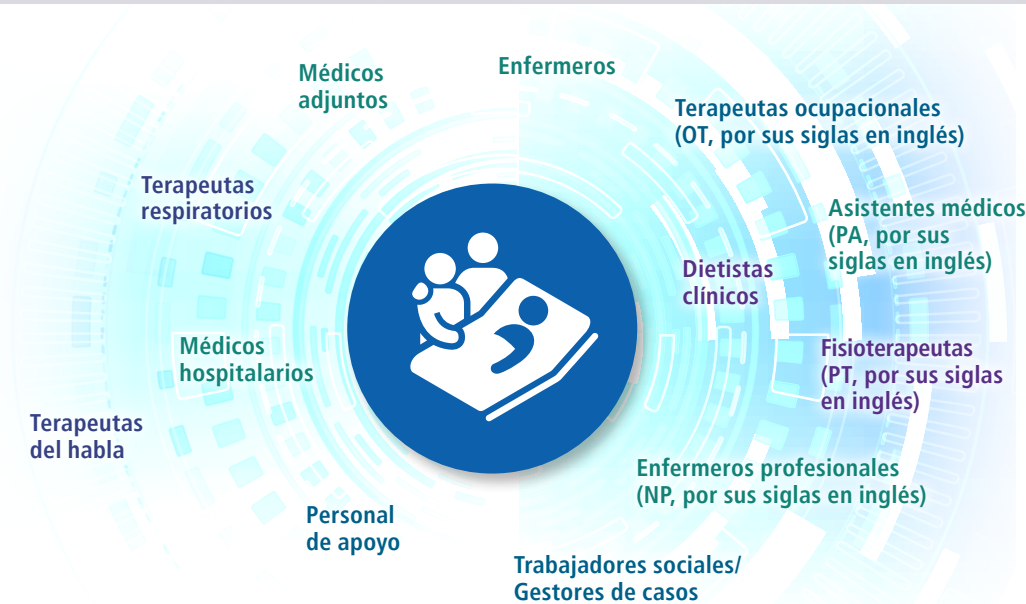 Médicos
adjuntos
Enfermeros
Terapeutas ocupacionales
(OT, por sus siglas en inglés)
Terapeutas
respiratorios
Asistentes médicos
(PA, por sus
siglas en inglés)
Dietistas
clínicos
Médicos
hospitalarios
Fisioterapeutas
(PT, por sus siglas
en inglés)
Terapeutas
del habla
Enfermeros profesionales
(NP, por sus siglas en inglés)
Personal
de apoyo
Trabajadores sociales/
Gestores de casos